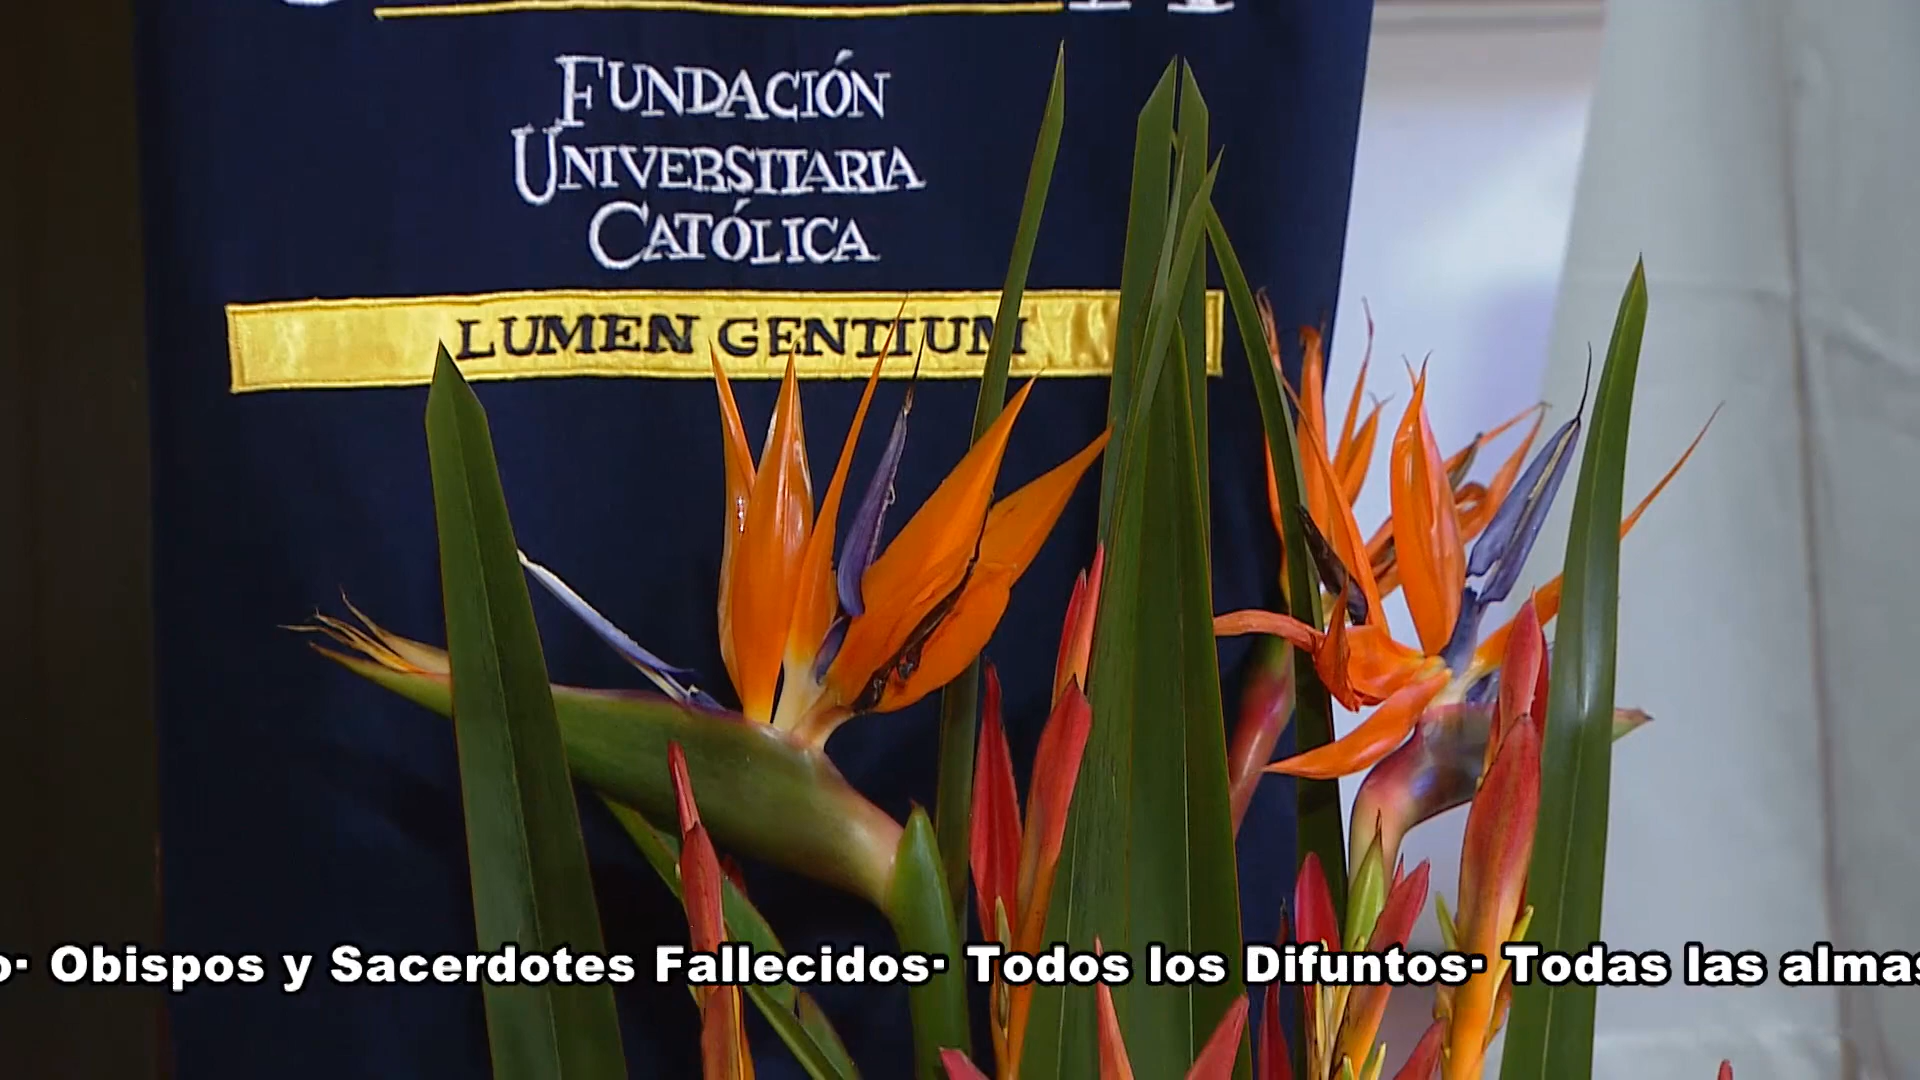 FUNDACIÓN
UNIVERSITARIA
CATÓLICA
LUMEN GENTIUM
o· Obispos y Sacerdotes Fallecidos· Todos los Difuntos· Todas las almas